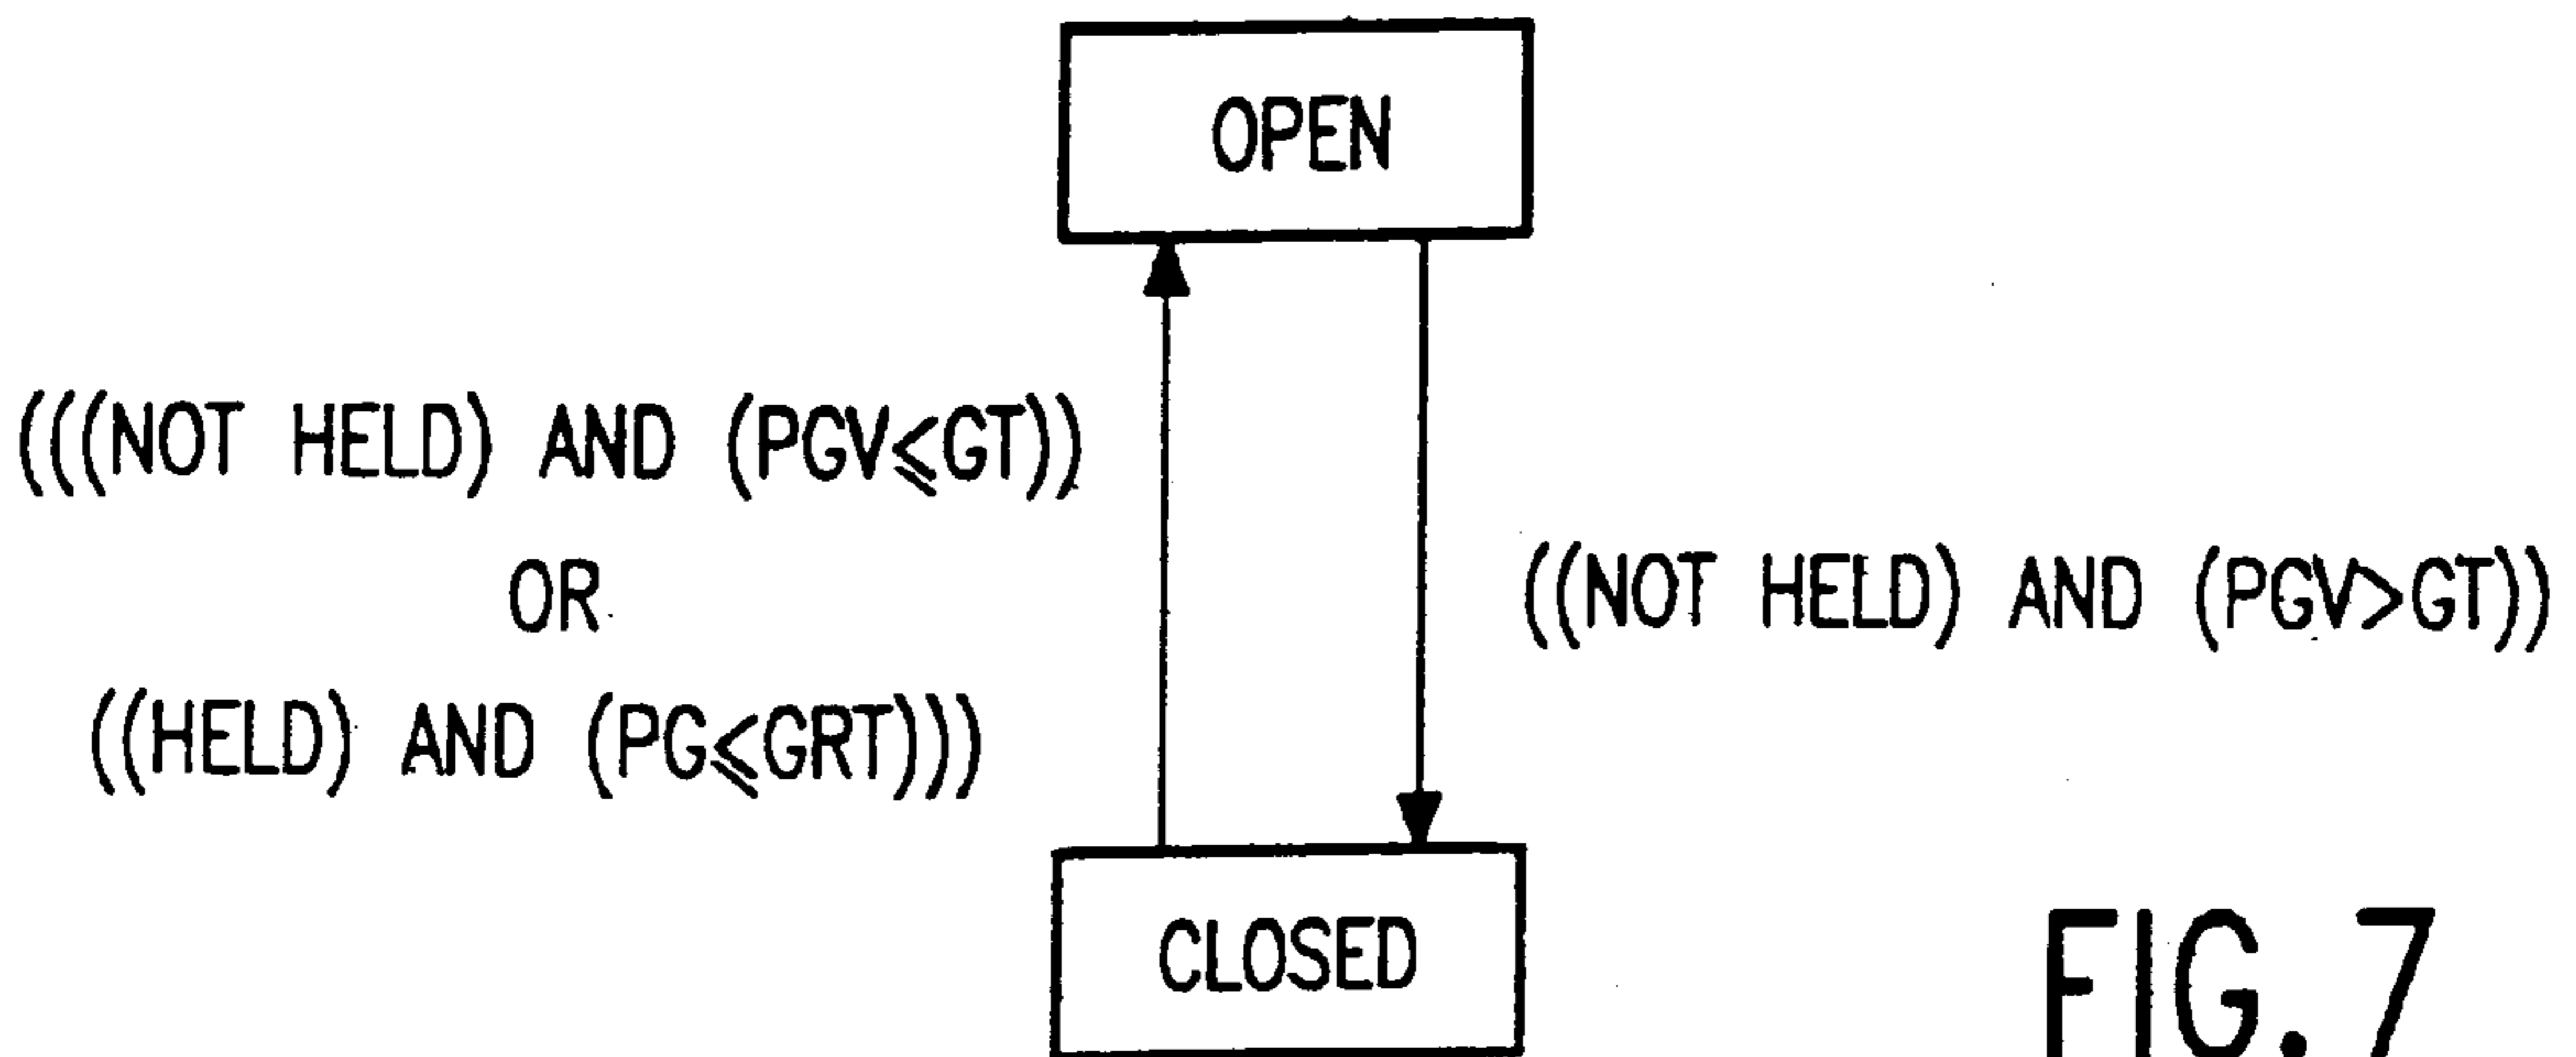 OPEN
(((NOT HELD) AND (PGV≤GT))
OR
((HELD) AND (PG≤GRT)))
((NOT HELD) AND (PGV>GT))
CLOSED
FIG.7